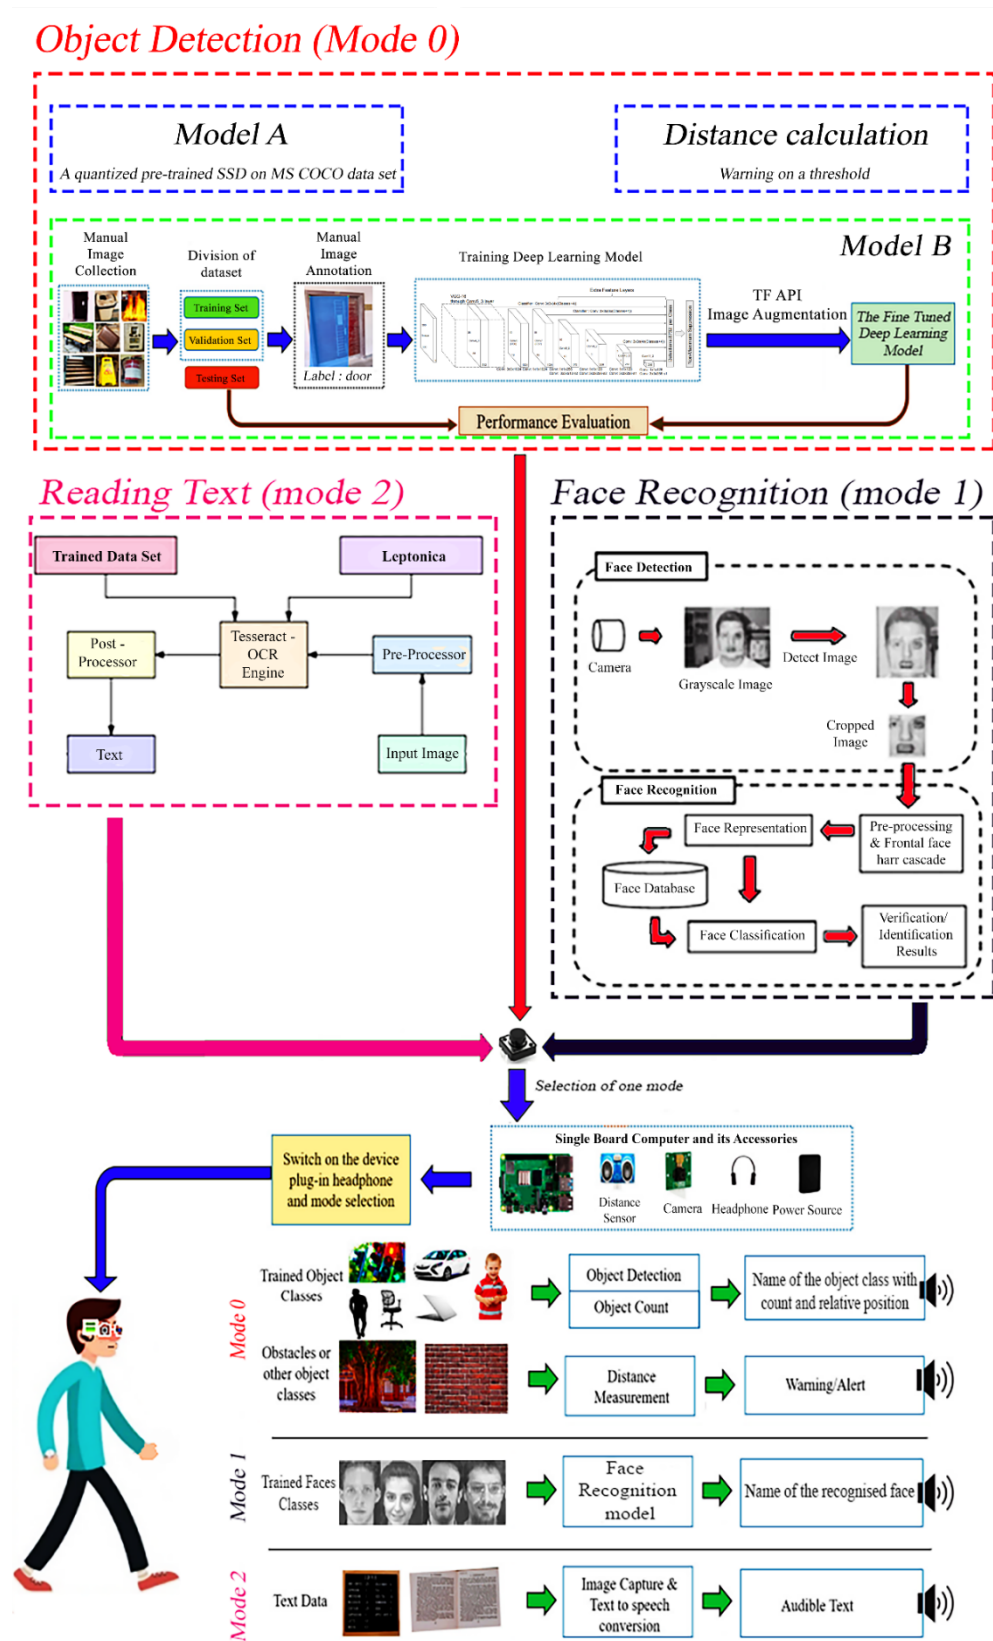 Object Detection (Mode 0)
Model A
A quantized pre-trained SSD on MS COCO data set
Distance calculation
Warning on a threshold
Model B
Manual
Image
Collection
Division of
dataset
Training Set
Validation Set
Testing Set
Manual
Image
Annotation
Label : door
Training Deep Learning Model
Extra Feature Layers
TF API
Image Augmentation
The Fine Tuned
Deep Learning
Model
Performance Evaluation
Reading Text (mode 2)
Trained Data Set
Leptonica
Post -
Processor
Tesseract -
OCR
Engine
Pre-Processor
Text
Input Image
Face Recognition (mode 1)
Face Detection
Camera
Grayscale Image
Detect Image
Cropped
Image
Face Recognition
Face Representation
Pre-processing
& Frontal face
harr cascade
Face Database
Face Classification
Verification/
Identification
Results
Selection of one mode
Single Board Computer and its Accessories
Distance
Sensor
Camera
Headphone
Power Source
Switch on the device
plug-in headphone
and mode selection
Mode 0
Trained Object
Classes
Object Detection
Object Count
Name of the object class with
count and relative position
Obstacles or
other object
classes
Distance
Measurement
Warning/Alert
Mode 1
Trained Faces
Classes
Face
Recognition
model
Name of the recognised face
Mode 2
Text Data
Image Capture &
Text to speech
conversion
Audible Text